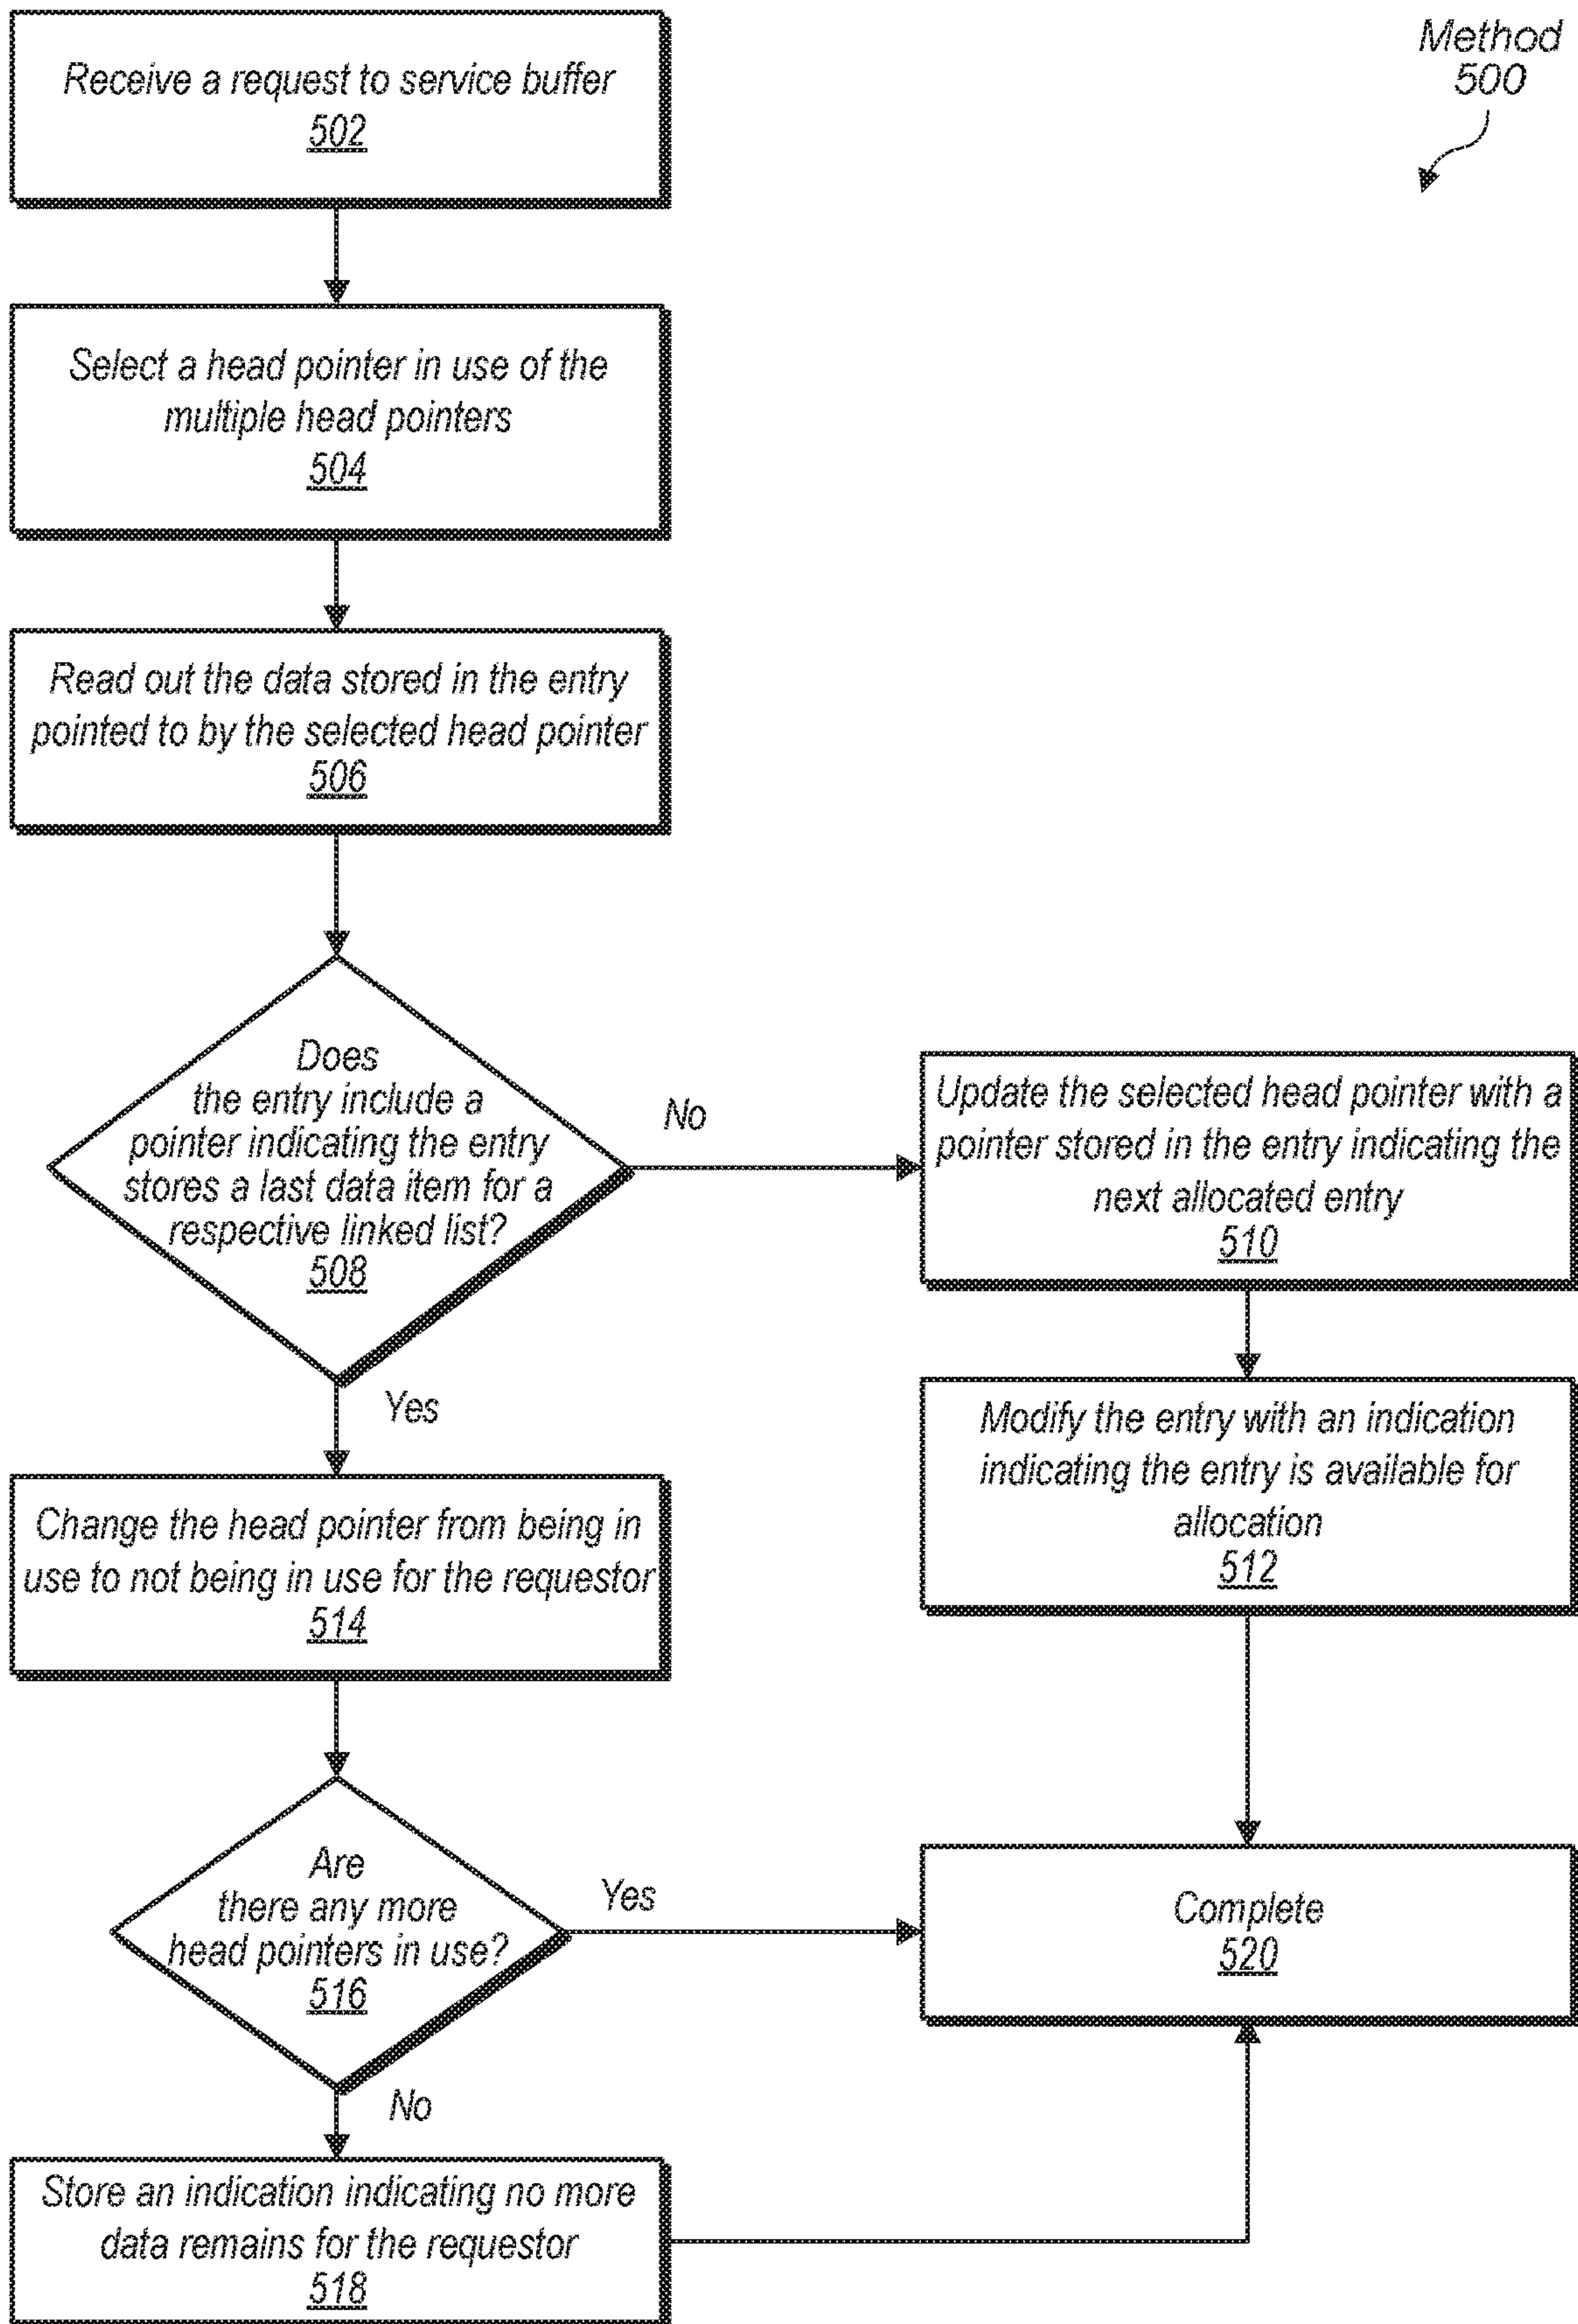 Method
500
Receive a request to service buffer
502
Select a head pointer in use of the
multiple head pointers
504
Read out the data stored in the entry
pointed to by the selected head pointer
506
Does
the entry include a
pointer indicating the entry
stores a last data item for a
respective linked list?
508
No
Update the selected head pointer with a
pointer stored in the entry indicating the
next allocated entry
510
Modify the entry with an indication
indicating the entry is available for
allocation
512
Yes
Change the head pointer from being in
use to not being in use for the requestor
514
Are
there any more
head pointers in use?
516
Yes
Complete
520
No
Store an indication indicating no more
data remains for the requestor
518